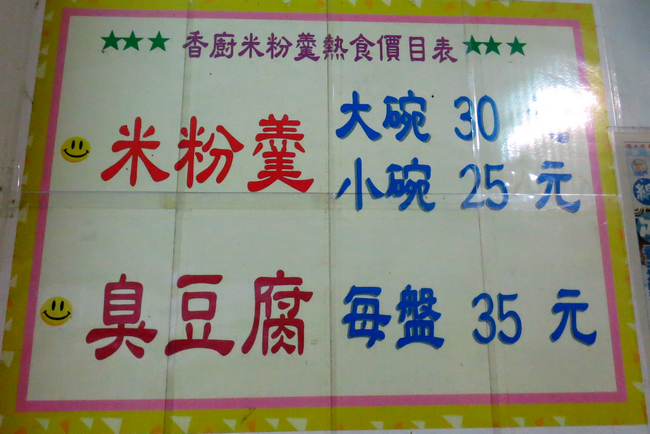 ★★★香廚米粉羹熱食價目表★★★
米粉羹
大碗 30
小碗 25 元
臭豆腐 每盤 35 元